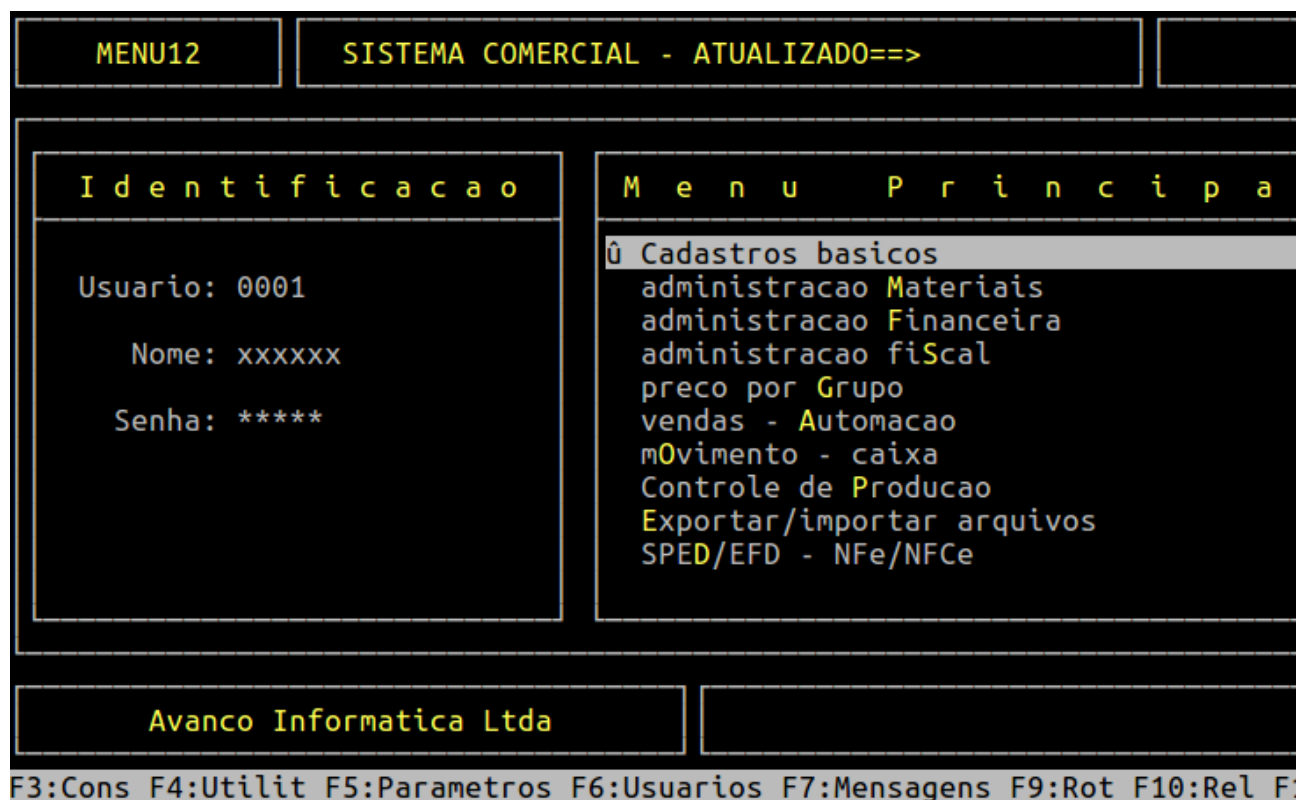 MENU12
SISTEMA COMERCIAL - ATUALIZADO==>
I d e n t i f i c a c a o
Usuario: 0001
Nome: xxxxxx
Senha: *****
M e n u   P r i n c i p a
û Cadastros basicos
administracao Materiais
administracao Financeira
administracao fiScal
preco por Grupo
vendas - Automacao
mOvimento - caixa
Controle de Producao
Exportar/importar arquivos
SPED/EFD - NFe/NFCe
Avanco Informatica Ltda
F3:Cons F4:Utilit F5:Parametros F6:Usuarios F7:Mensagens F9:Rot F10:Rel